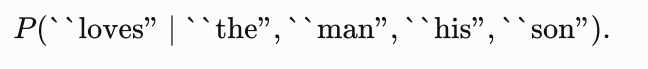 P(``loves” | ``the”, ``man”, ``his”, ``son”).